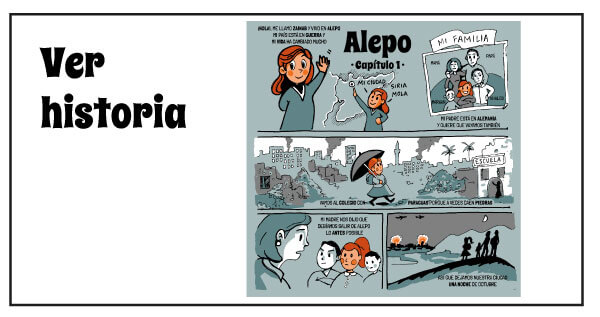 Ver
historia
¡HOLA!, ME LLAMO ZAINAB Y VIVO EN ALEPO
MI PAÍS ESTÁ EN GUERRA Y
MI VIDA HA CAMBIADO MUCHO
Alepo
· Capítulo 1 ·
MI CIUDAD
SIRIA
MOLA
MI FAMILIA
MAMÁ
PAPÁ
MI PADRE ESTÁ EN ALEMANIA
Y QUIERE QUE VAYAMOS TAMBIÉN
ESCUELA
VAMOS AL COLEGIO CON
PARAGUAS PORQUE A VECES CAEN PIEDRAS
MI MADRE NOS DIJO QUE
DEBÍAMOS SALIR DE ALEPO
LO ANTES POSIBLE
ASÍ QUE DEJAMOS NUESTRA CIUDAD
UNA NOCHE DE OCTUBRE